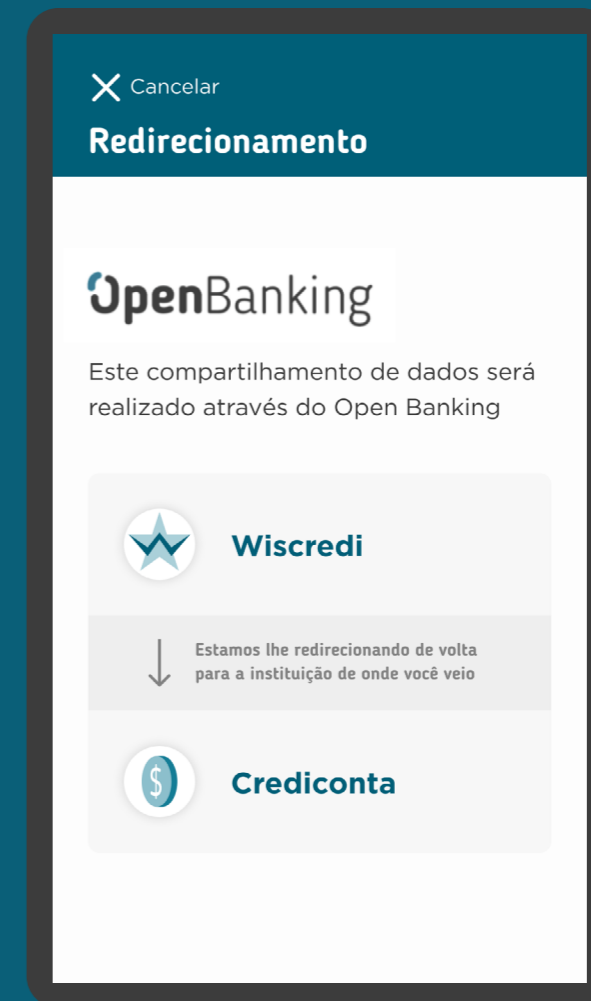 Cancelar
Redirecionamento
OpenBanking
Este compartilhamento de dados será
realizado através do Open Banking
Wiscredi
Estamos lhe redirecionando de volta
para a instituição de onde você veio
$
Crediconta